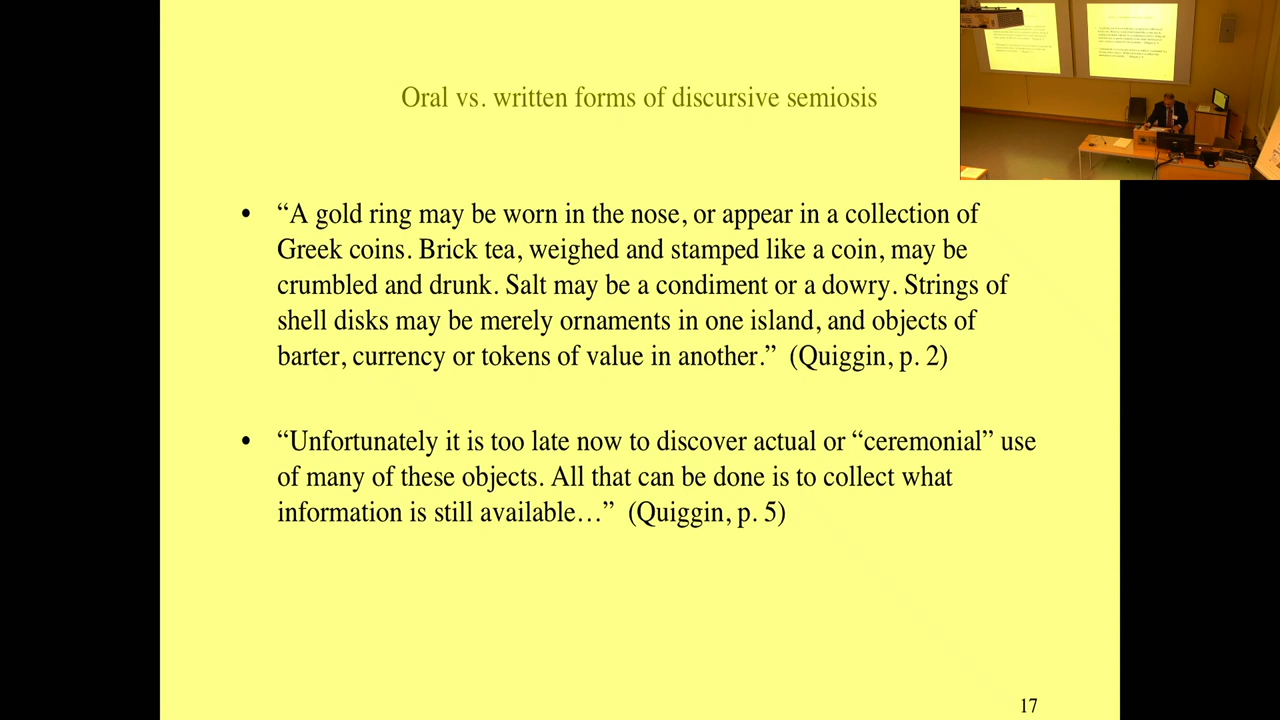 Oral vs. written forms of discursive semiosis
• “A gold ring may be worn in the nose, or appear in a collection of
Greek coins. Brick tea, weighed and stamped like a coin, may be
crumbled and drunk. Salt may be a condiment or a dowry. Strings of
shell disks may be merely ornaments in one island, and objects of
barter, currency or tokens of value in another.” (Quiggin, p. 2)
• “Unfortunately it is too late now to discover actual or “ceremonial” use
of many of these objects. All that can be done is to collect what
information is still available…” (Quiggin, p. 5)
17